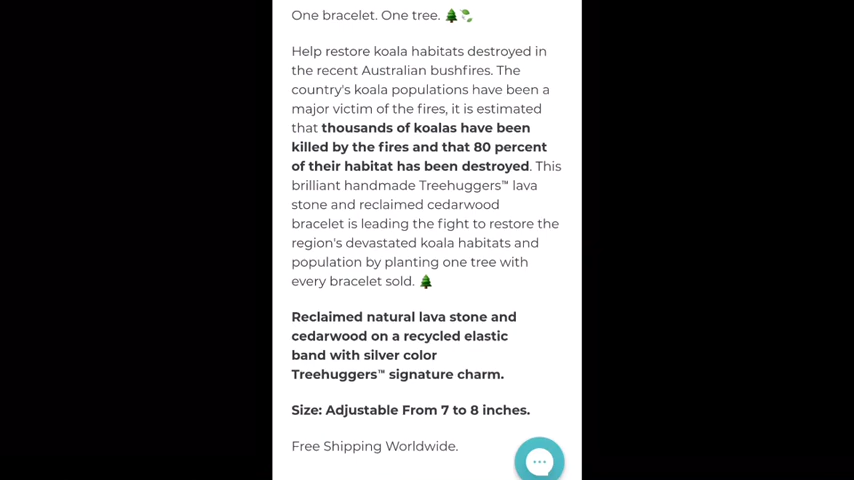 One bracelet. One tree. 🌲🍃
Help restore koala habitats destroyed in
the recent Australian bushfires. The
country's koala populations have been a
major victim of the fires, it is estimated
that thousands of koalas have been
killed by the fires and that 80 percent
of their habitat has been destroyed. This
brilliant handmade Treehuggers™ lava
stone and reclaimed cedarwood
bracelet is leading the fight to restore the
region's devastated koala habitats and
population by planting one tree with
every bracelet sold. 🌲
Reclaimed natural lava stone and
cedarwood on a recycled elastic
band with silver color
Treehuggers™ signature charm.
Size: Adjustable From 7 to 8 inches.
Free Shipping Worldwide.